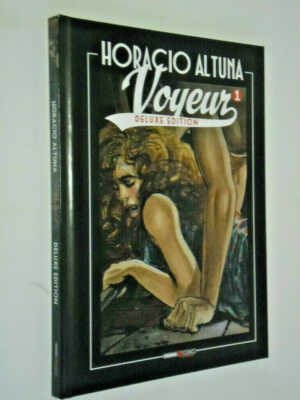 HORACIO ALTUNA
Voyeur 1
DELUXE EDITION
HORACIO ALTUNA
DELUXE EDITION